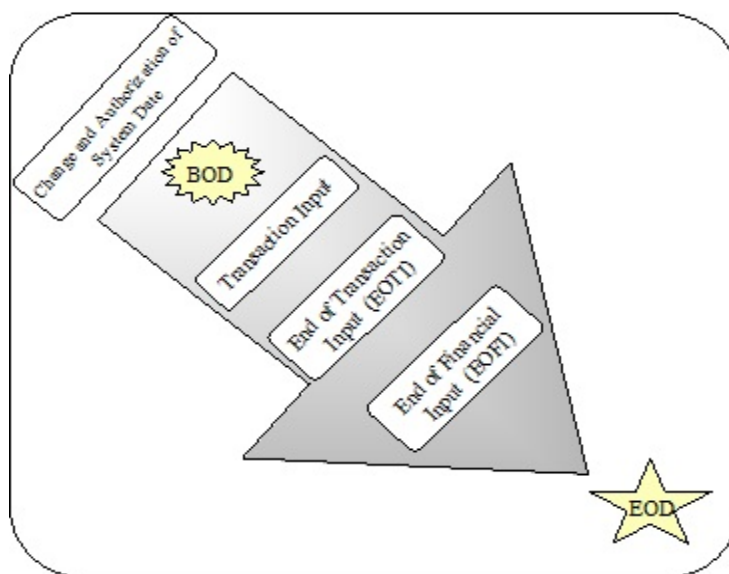 Change and Authorization of
System Date
BOD
Transaction Input
End of Transaction
Input (EOTI)
End of Financial
Input (EOFI)
EOD